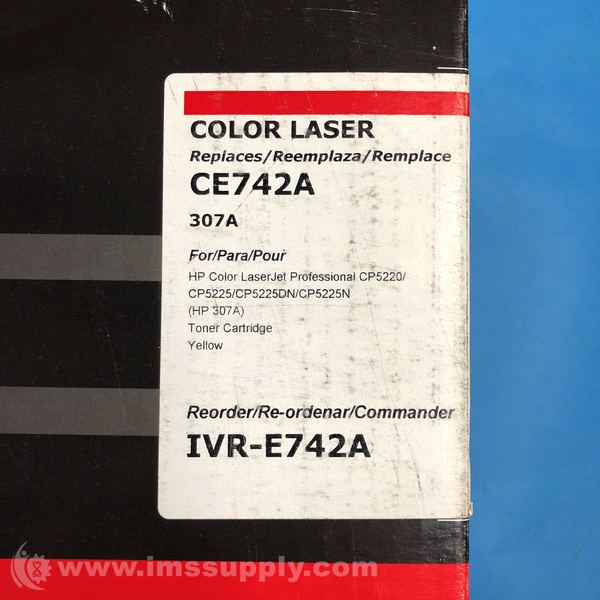 COLOR LASER
Replaces/Reemplaza/Remplace
CE742A
307A
For/Para/Pour
HP Color LaserJet Professional CP5220/
CP5225/CP5225DN/CP5225N
(HP 307A)
Toner Cartridge
Yellow
Reorder/Re-ordenar/Commander
IVR-E742A
www.imssupply.com